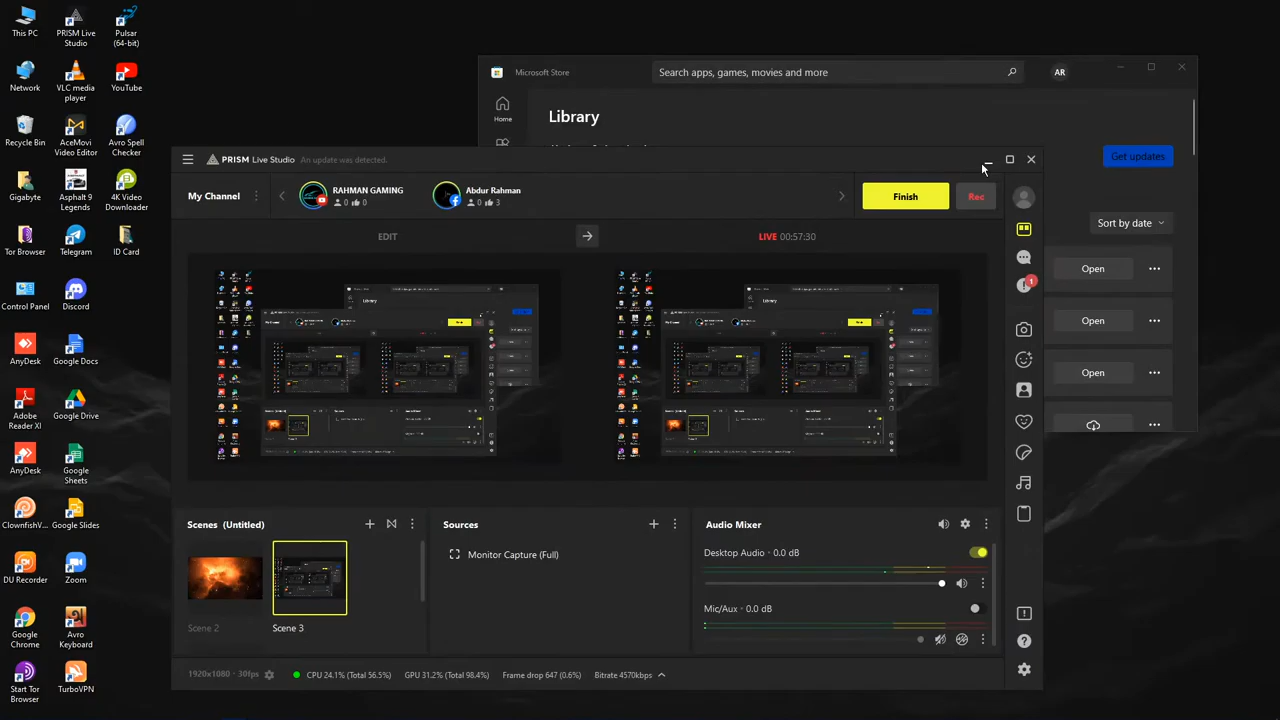 This PC
PRISM Live
Studio
Pulsar
(64-bit)
Network
VLC media
player
YouTube
Recycle Bin
AceMovi
Video Editor
Avro Spell
Checker
Gigabyte
Asphalt 9
Legends
4K Video
Downloader
Tor Browser
Telegram
ID Card
Control Panel
Discord
AnyDesk
Google Docs
Adobe
Reader XI
Google Drive
AnyDesk
Google
Sheets
ClownfishV...
Google Slides
DU Recorder
Zoom
Google
Chrome
Avro
Keyboard
Start Tor
Browser
TurboVPN
Microsoft Store
Search apps, games, movies and more
AR
Home
Library
Get updates
Sort by date
Open
Open
Open
PRISM Live Studio
An update was detected.
My Channel
RAHMAN GAMING
0 0
Abdur Rahman
0 3
Finish
Rec
EDIT
LIVE 00:57:30
1
Scenes (Untitled)
Scene 2
Scene 3
Sources
Monitor Capture (Full)
Audio Mixer
Desktop Audio · 0.0 dB
Mic/Aux · 0.0 dB
1920x1080 · 30fps
CPU 24.1% (Total 56.5%)
GPU 31.2% (Total 98.4%)
Frame drop 647 (0.6%)
Bitrate 4570kbps